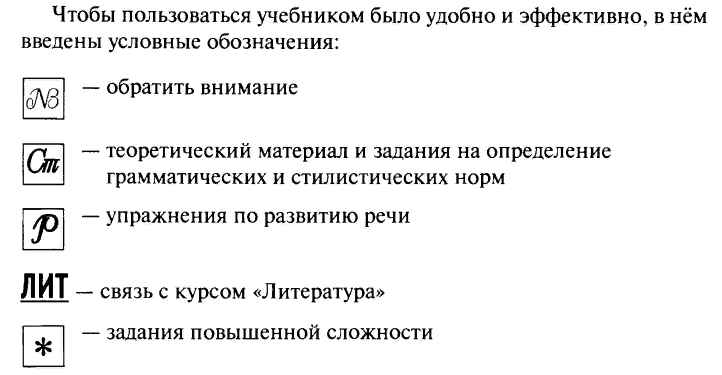 Чтобы пользоваться учебником было удобно и эффективно, в нём
введены условные обозначения:
NB — обратить внимание
Ст — теоретический материал и задания на определение
грамматических и стилистических норм
Р — упражнения по развитию речи
ЛИТ — связь с курсом «Литература»
* — задания повышенной сложности